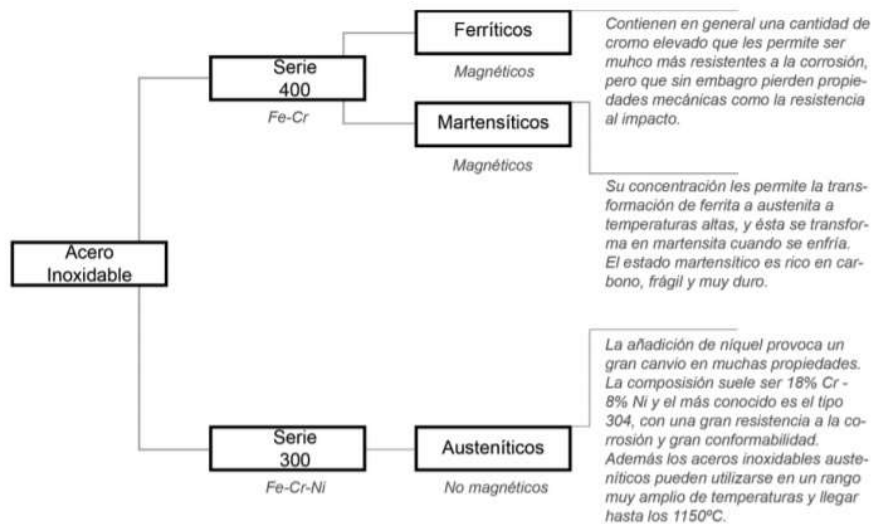 Ferríticos
Magnéticos
Contienen en general una cantidad de
cromo elevado que les permite ser
muhco más resistentes a la corrosión,
pero que sin embagro pierden propie-
dades mecánicas como la resistencia
al impacto.
Serie
400
Fe-Cr
Martensíticos
Magnéticos
Su concentración les permite la trans-
formación de ferrita a austenita a
temperaturas altas, y ésta se transfor-
ma en martensita cuando se enfría.
El estado martensítico es rico en car-
bono, frágil y muy duro.
Acero
Inoxidable
La añadición de níquel provoca un
gran canvio en muchas propiedades.
La composisión suele ser 18% Cr -
8% Ni y el más conocido es el tipo
304, con una gran resistencia a la co-
rrosión y gran conformabilidad.
Además los aceros inoxidables auste-
níticos pueden utilizarse en un rango
muy amplio de temperaturas y llegar
hasta los 1150ºC.
Serie
300
Fe-Cr-Ni
Austeníticos
No magnéticos